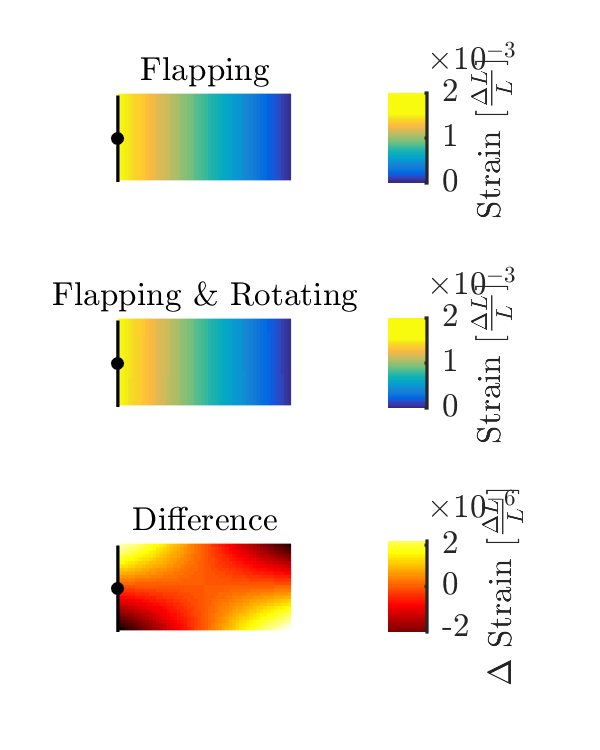 Flapping
×10⁻³
2
1
0
Strain [ΔL/L]
Flapping & Rotating
×10⁻³
2
1
0
Strain [ΔL/L]
Difference
×10⁻⁶
2
0
-2
Δ Strain [ΔL/L]